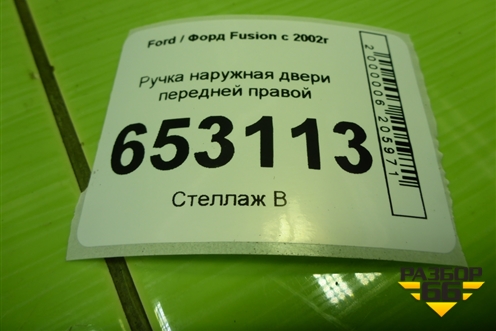 Ford / Форд Fusion с 2002г
Ручка наружная двери
передней правой
653113
Стеллаж В
2000006205971
РАЗБОР
66